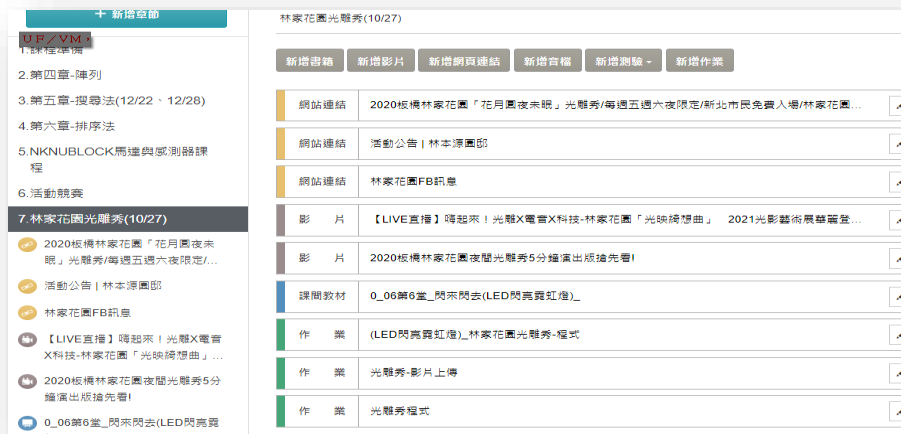 ＋ 新增章節
ＵＦ／ＶＭ，
1.課程準備
2.第四章-陣列
3.第五章-搜尋法(12/22、12/28)
4.第六章-排序法
5.NKNUBLOCK馬達與感測器課
程
6.活動競賽
7.林家花園光雕秀(10/27)
2020板橋林家花園「花月圓夜未
眠」光雕秀/每週五週六夜限定/...
活動公告 | 林本源園邸
林家花園FB訊息
【LIVE直播】嗨起來！光雕X電音
X科技-林家花園「光映綺想曲」...
2020板橋林家花園夜間光雕秀5分
鐘演出版搶先看!
0_06第6堂_閃來閃去(LED閃亮霓
林家花園光雕秀(10/27)
新增書籍 新增影片 新增網頁連結 新增音檔 新增測驗 新增作業
網站連結 2020板橋林家花園「花月圓夜未眠」光雕秀/每週五週六夜限定/新北市民免費入場/林家花園...
網站連結 活動公告 | 林本源園邸
網站連結 林家花園FB訊息
影片 【LIVE直播】嗨起來！光雕X電音X科技-林家花園「光映綺想曲」 2021光影藝術展華麗登...
影片 2020板橋林家花園夜間光雕秀5分鐘演出版搶先看!
課間教材 0_06第6堂_閃來閃去(LED閃亮霓虹燈)_
作業 (LED閃亮霓虹燈)_林家花園光雕秀-程式
作業 光雕秀-影片上傳
作業 光雕秀程式